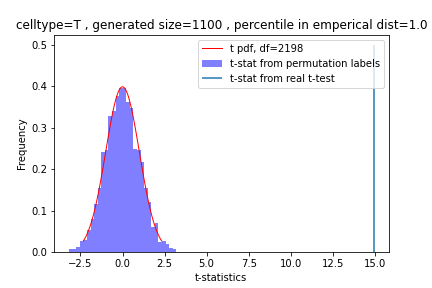 celltype=T , generated size=1100 , percentile in emperical dist=1.0
t pdf, df=2198
t-stat from permutation labels
t-stat from real t-test
0.5
0.4
0.3
0.2
0.1
0.0
Frequency
−2.5 0.0 2.5 5.0 7.5 10.0 12.5 15.0
t-statistics